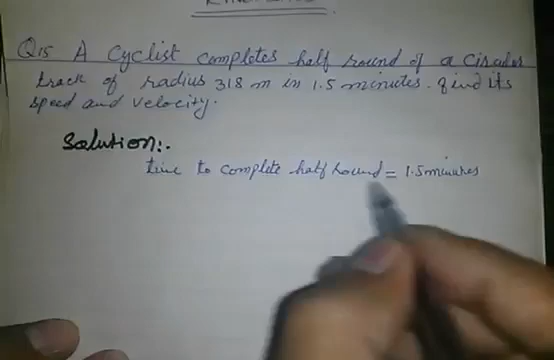 Q15 A cyclist completes half round of a circular
track of radius 318 m in 1.5 minutes. find its
speed and velocity.
Solution:.
time to complete half round = 1.5 minutes